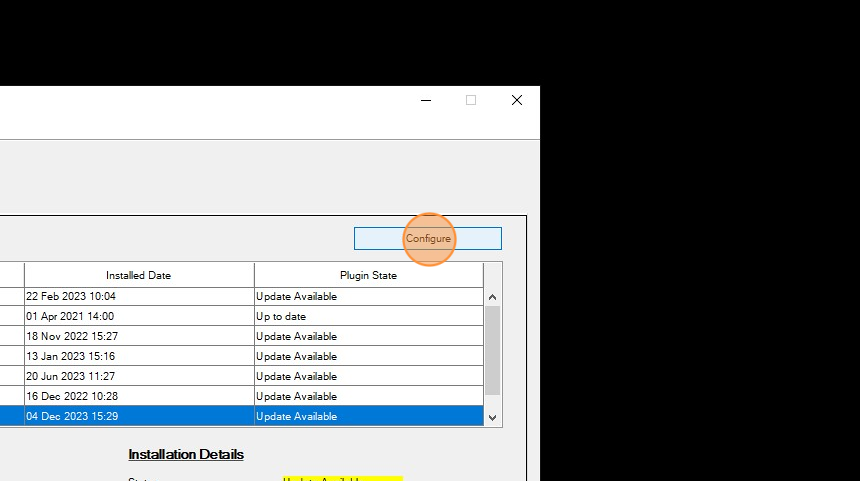 Configure
Installed Date Plugin State
22 Feb 2023 10:04 Update Available
01 Apr 2021 14:00 Up to date
18 Nov 2022 15:27 Update Available
13 Jan 2023 15:16 Update Available
20 Jun 2023 11:27 Update Available
16 Dec 2022 10:28 Update Available
04 Dec 2023 15:29 Update Available
Installation Details